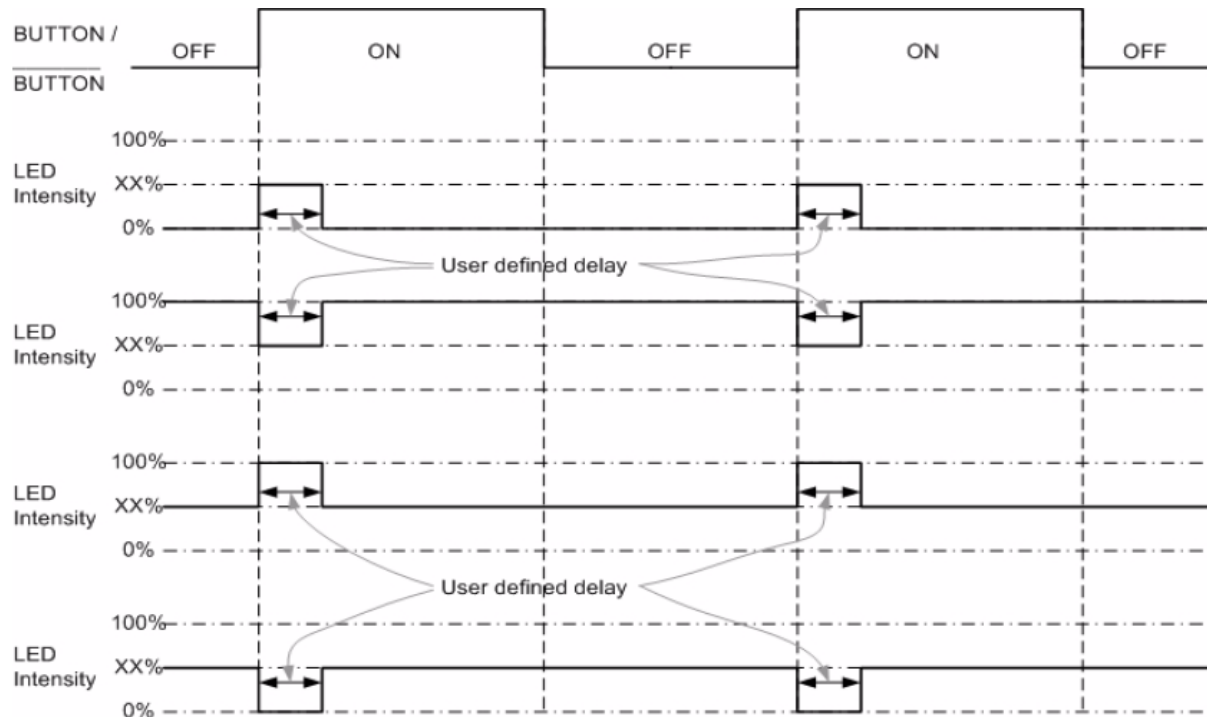 BUTTON /
BUTTON
OFF ON OFF ON OFF
100%
LED
Intensity
XX%
0%
User defined delay
100%
LED
Intensity
XX%
0%
100%
LED
Intensity
XX%
0%
User defined delay
100%
LED
Intensity
XX%
0%